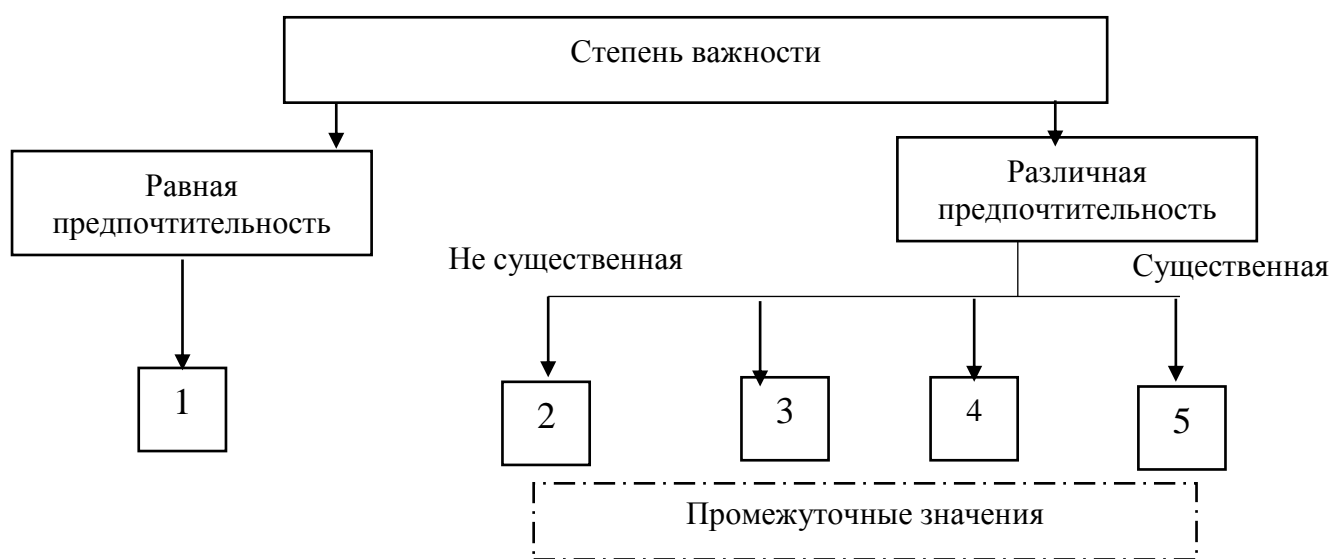 Степень важности
Равная
предпочтительность
Различная
предпочтительность
Не существенная
Существенная
1
2
3
4
5
Промежуточные значения